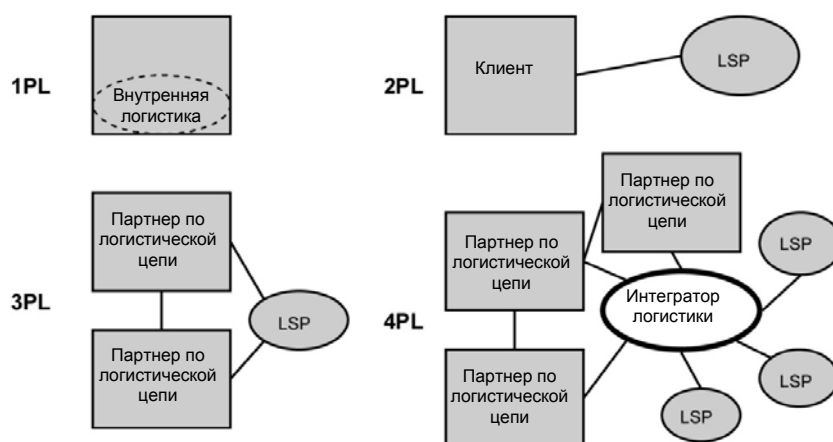 1PL
Внутренняя
логистика
2PL
Клиент
LSP
3PL
Партнер по
логистической
цепи
Партнер по
логистической
цепи
LSP
4PL
Партнер по
логистической
цепи
Партнер по
логистической
цепи
Партнер по
логистической
цепи
Интегратор
логистики
LSP
LSP
LSP